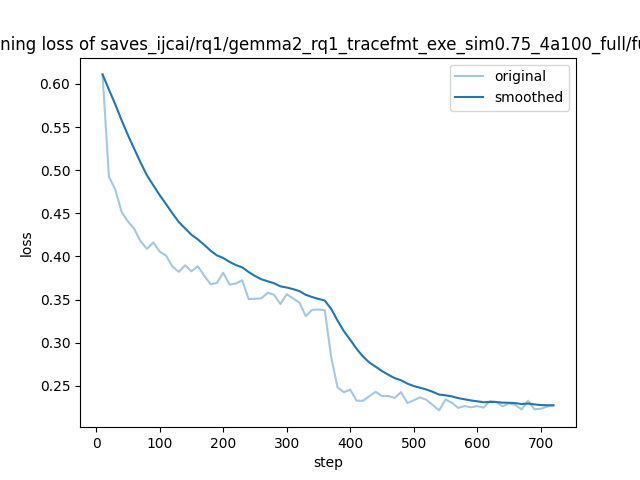 ning loss of saves_ijcai/rq1/gemma2_rq1_tracefmt_exe_sim0.75_4a100_full/fu
original
smoothed
0.60
0.55
0.50
0.45
0.40
0.35
0.30
0.25
loss
0 100 200 300 400 500 600 700
step